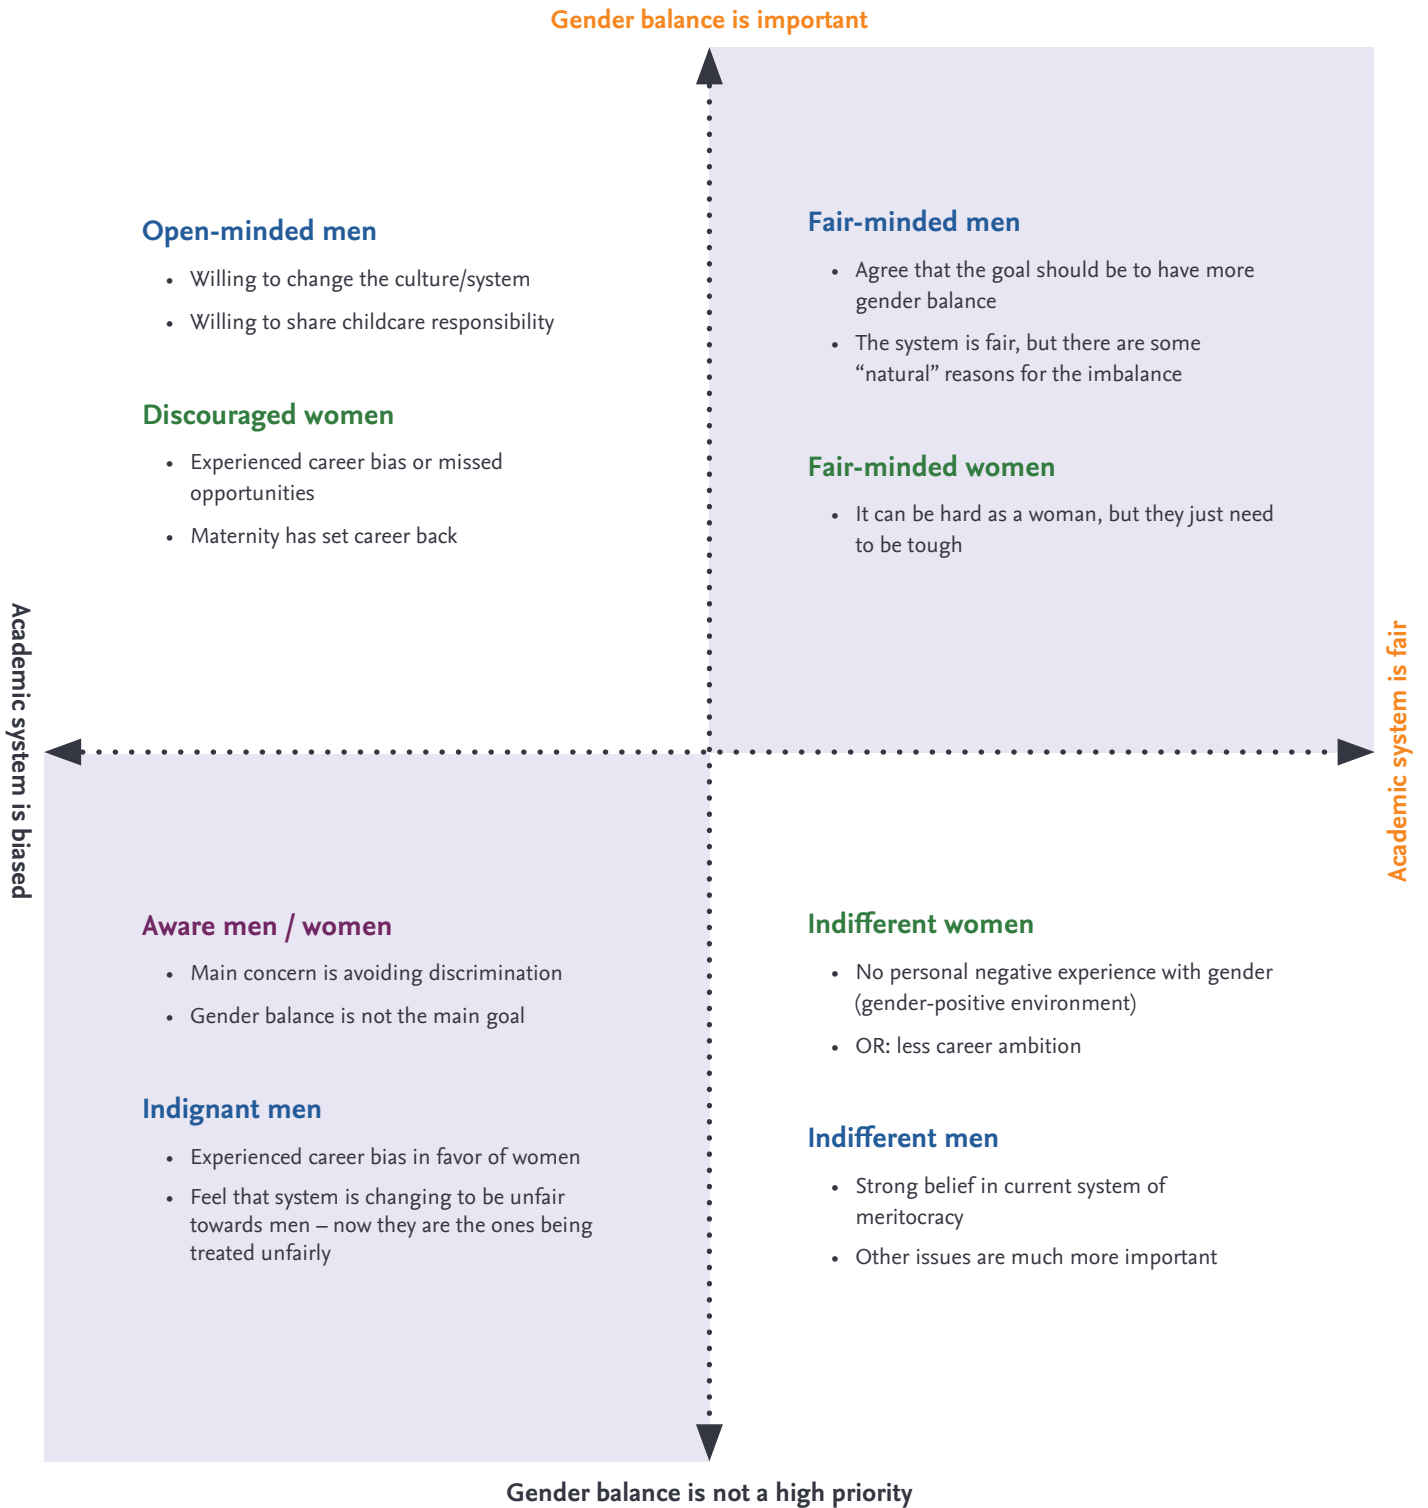 Gender balance is important
Open-minded men
• Willing to change the culture/system
• Willing to share childcare responsibility
Discouraged women
• Experienced career bias or missed
opportunities
• Maternity has set career back
Fair-minded men
• Agree that the goal should be to have more
gender balance
• The system is fair, but there are some
“natural” reasons for the imbalance
Fair-minded women
• It can be hard as a woman, but they just need
to be tough
Academic system is biased
Academic system is fair
Aware men / women
• Main concern is avoiding discrimination
• Gender balance is not the main goal
Indignant men
• Experienced career bias in favor of women
• Feel that system is changing to be unfair
towards men – now they are the ones being
treated unfairly
Indifferent women
• No personal negative experience with gender
(gender-positive environment)
• OR: less career ambition
Indifferent men
• Strong belief in current system of
meritocracy
• Other issues are much more important
Gender balance is not a high priority